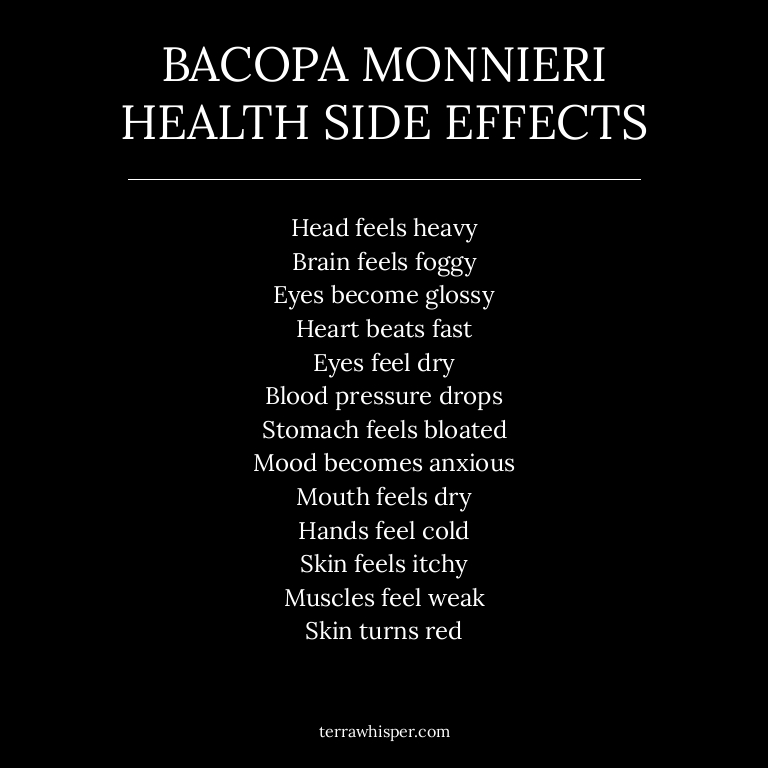 BACOPA MONNIERI
HEALTH SIDE EFFECTS
Head feels heavy
Brain feels foggy
Eyes become glossy
Heart beats fast
Eyes feel dry
Blood pressure drops
Stomach feels bloated
Mood becomes anxious
Mouth feels dry
Hands feel cold
Skin feels itchy
Muscles feel weak
Skin turns red
terrawhisper.com